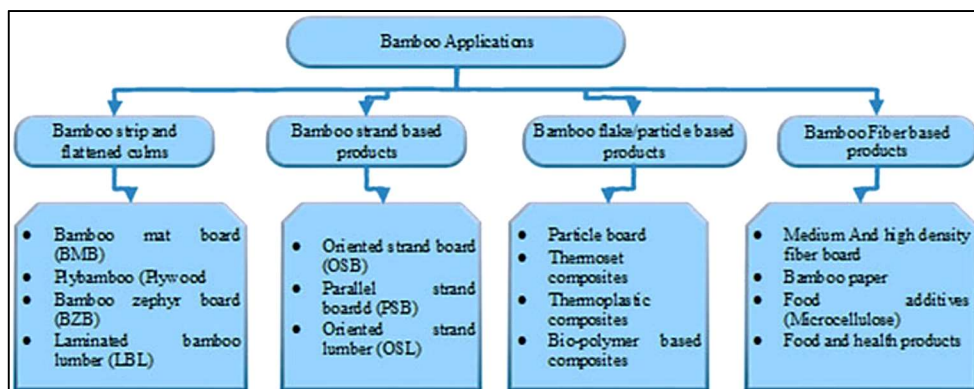 Bamboo Applications
Bamboo strip and
flattened culms
Bamboo strand based
products
Bamboo flake/particle based
products
Bamboo Fiber based
products
● Bamboo mat board
(BMB)
● Plybamboo (Plywood
● Bamboo zephyr board
(BZB)
● Laminated bamboo
lumber (LBL)
● Oriented strand board
(OSB)
● Parallel strand
boardd (PSB)
● Oriented strand
lumber (OSL)
● Particle board
● Thermoset
composites
● Thermoplastic
composites
● Bio-polymer based
composites
● Medium And high density
fiber board
● Bamboo paper
● Food additives
(Microcellulose)
● Food and health products